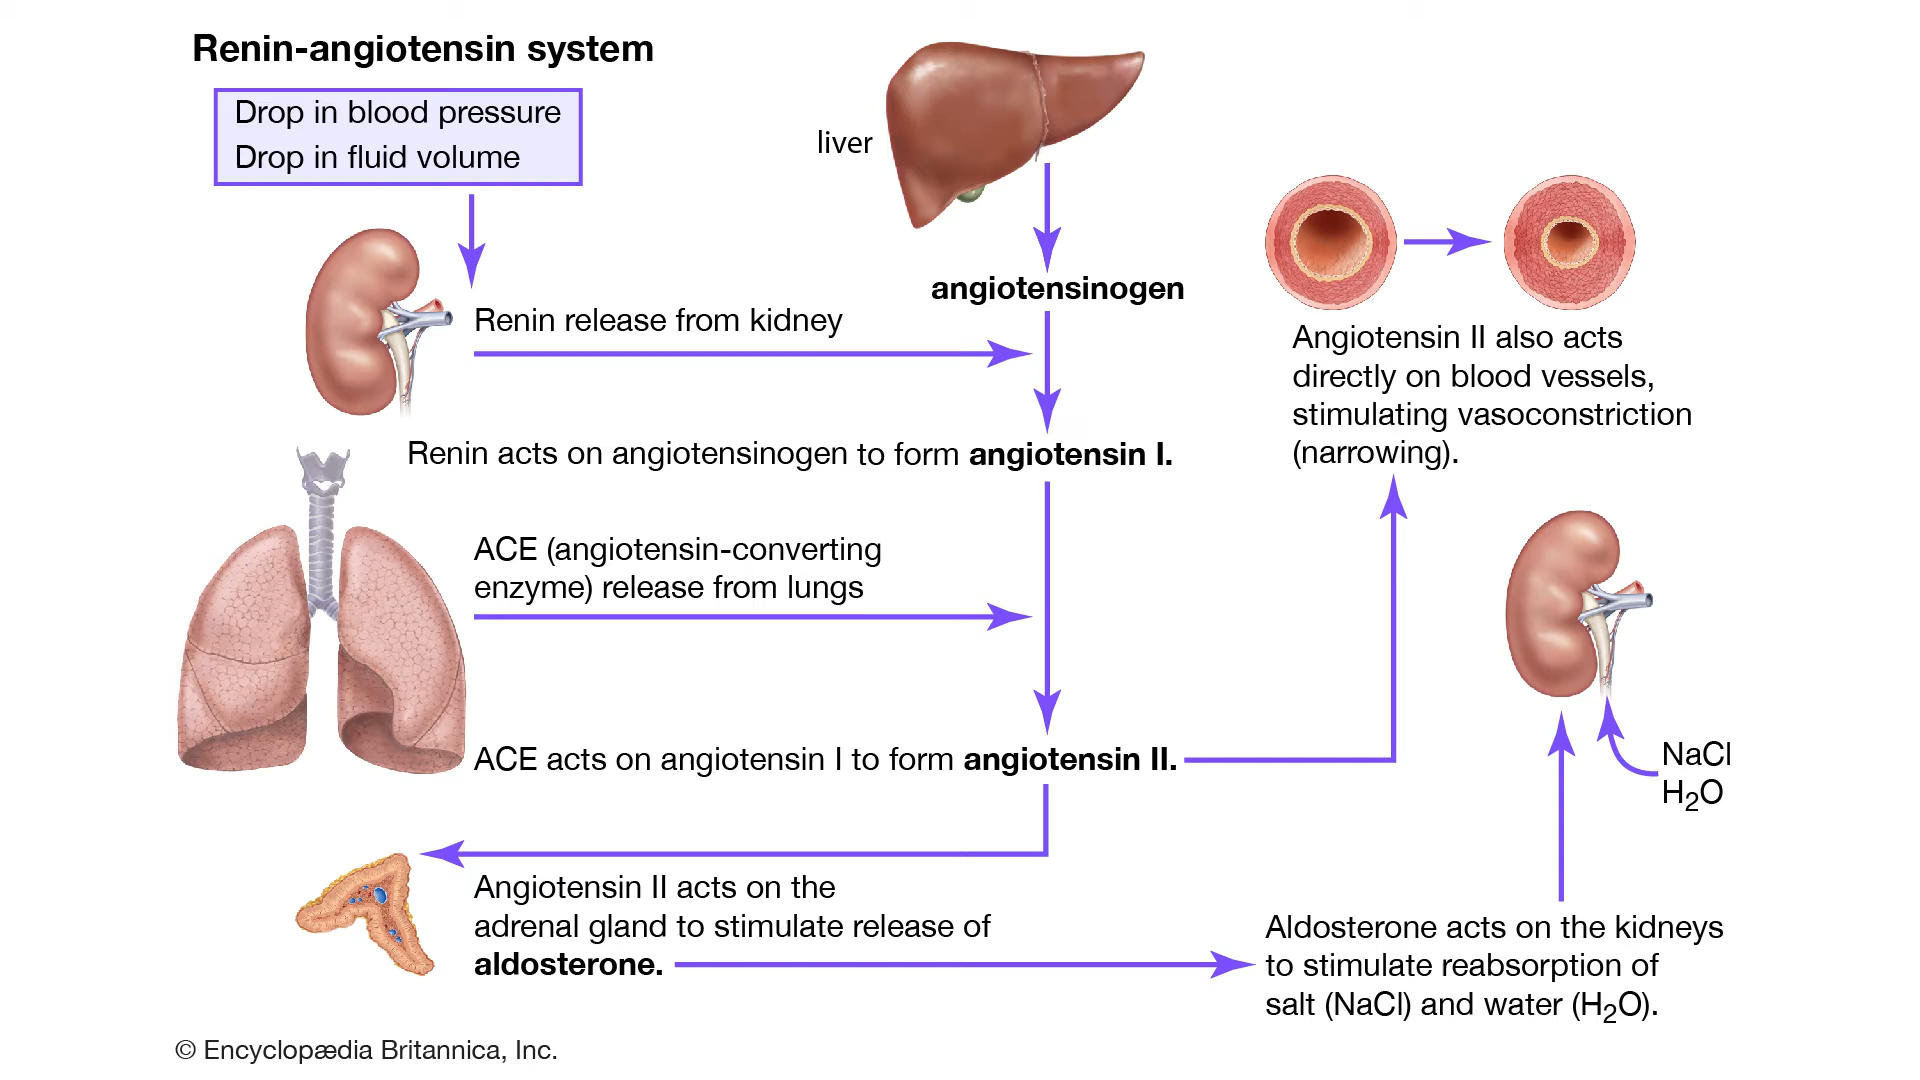 Renin-angiotensin system
Drop in blood pressure
Drop in fluid volume
liver
angiotensinogen
Renin release from kidney
Renin acts on angiotensinogen to form angiotensin I.
ACE (angiotensin-converting
enzyme) release from lungs
ACE acts on angiotensin I to form angiotensin II.
Angiotensin II also acts
directly on blood vessels,
stimulating vasoconstriction
(narrowing).
NaCl
H₂O
Angiotensin II acts on the
adrenal gland to stimulate release of
aldosterone.
Aldosterone acts on the kidneys
to stimulate reabsorption of
salt (NaCl) and water (H₂O).
© Encyclopædia Britannica, Inc.